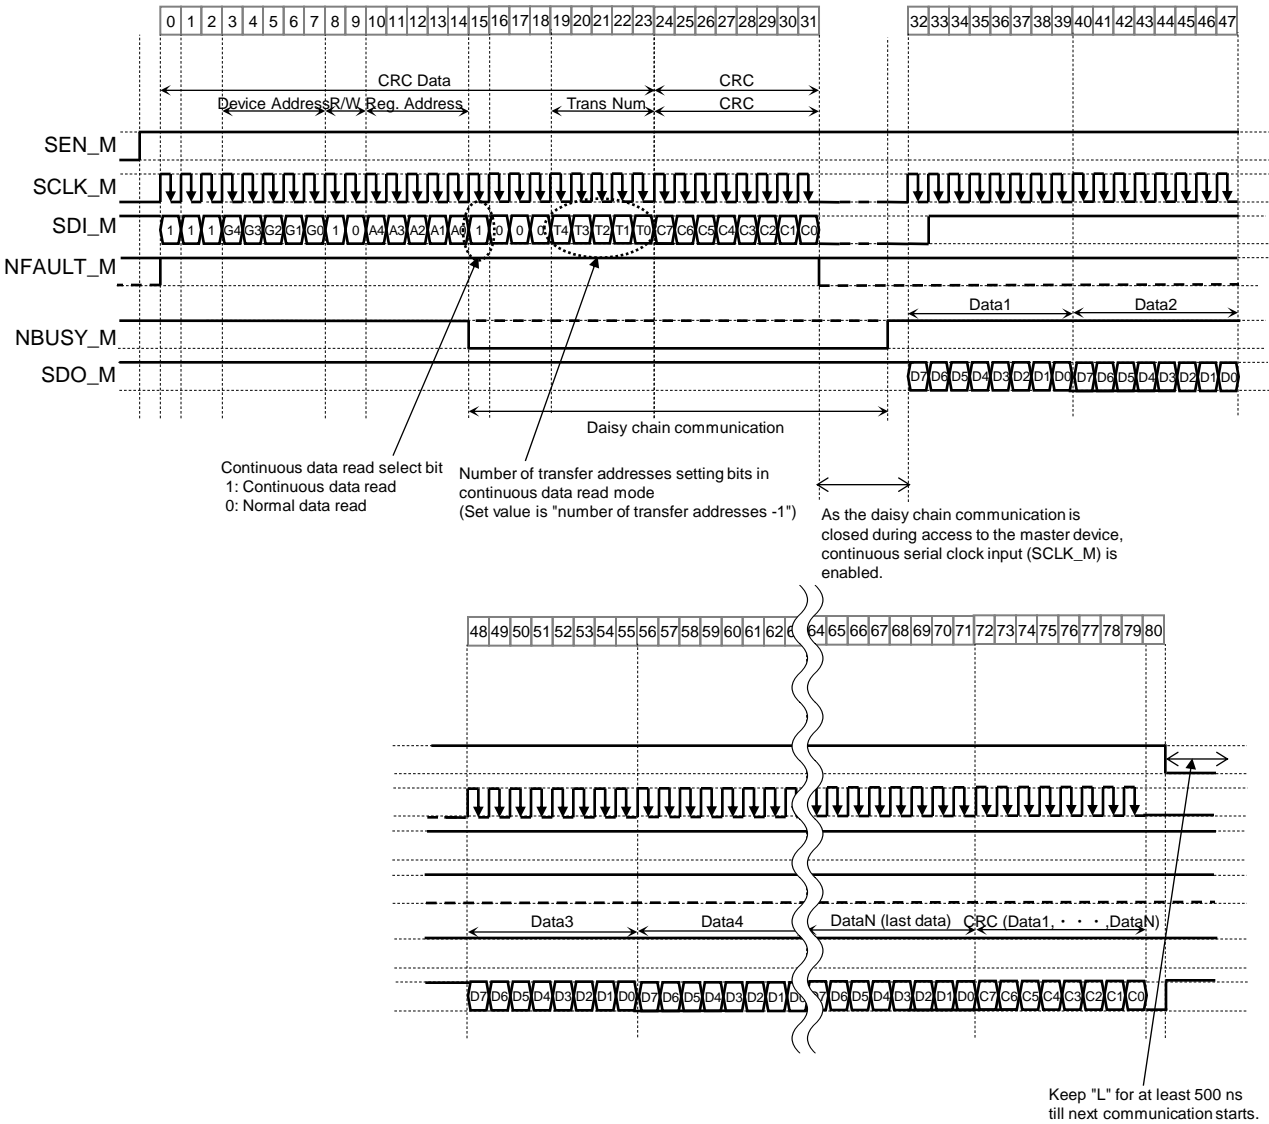 0 1 2 3 4 5 6 7 8 9 10 11 12 13 14 15 16 17 18 19 20 21 22 23 24 25 26 27 28 29 30 31 32 33 34 35 36 37 38 39 40 41 42 43 44 45 46 47
CRC Data CRC
Device Address R/W Reg. Address Trans Num. CRC
SEN_M
SCLK_M
SDI_M 1 1 1 G4 G3 G2 G1 G0 1 0 A4 A3 A2 A1 A0 1 0 0 0 T4 T3 T2 T1 T0 C7 C6 C5 C4 C3 C2 C1 C0
NFAULT_M
Data1 Data2
NBUSY_M
SDO_M D7 D6 D5 D4 D3 D2 D1 D0 D7 D6 D5 D4 D3 D2 D1 D0
Daisy chain communication
Continuous data read select bit
1: Continuous data read
0: Normal data read
Number of transfer addresses setting bits in
continuous data read mode
(Set value is "number of transfer addresses -1")
As the daisy chain communication is
closed during access to the master device,
continuous serial clock input (SCLK_M) is
enabled.
48 49 50 51 52 53 54 55 56 57 58 59 60 61 62 64 65 66 67 68 69 70 71 72 73 74 75 76 77 78 79 80
Data3 Data4 DataN (last data) CRC (Data1, ・ ・ ・ ,DataN)
D7 D6 D5 D4 D3 D2 D1 D0 D7 D6 D5 D4 D3 D2 D1 D0 D7 D6 D5 D4 D3 D2 D1 D0 C7 C6 C5 C4 C3 C2 C1 C0
Keep "L" for at least 500 ns
till next communication starts.